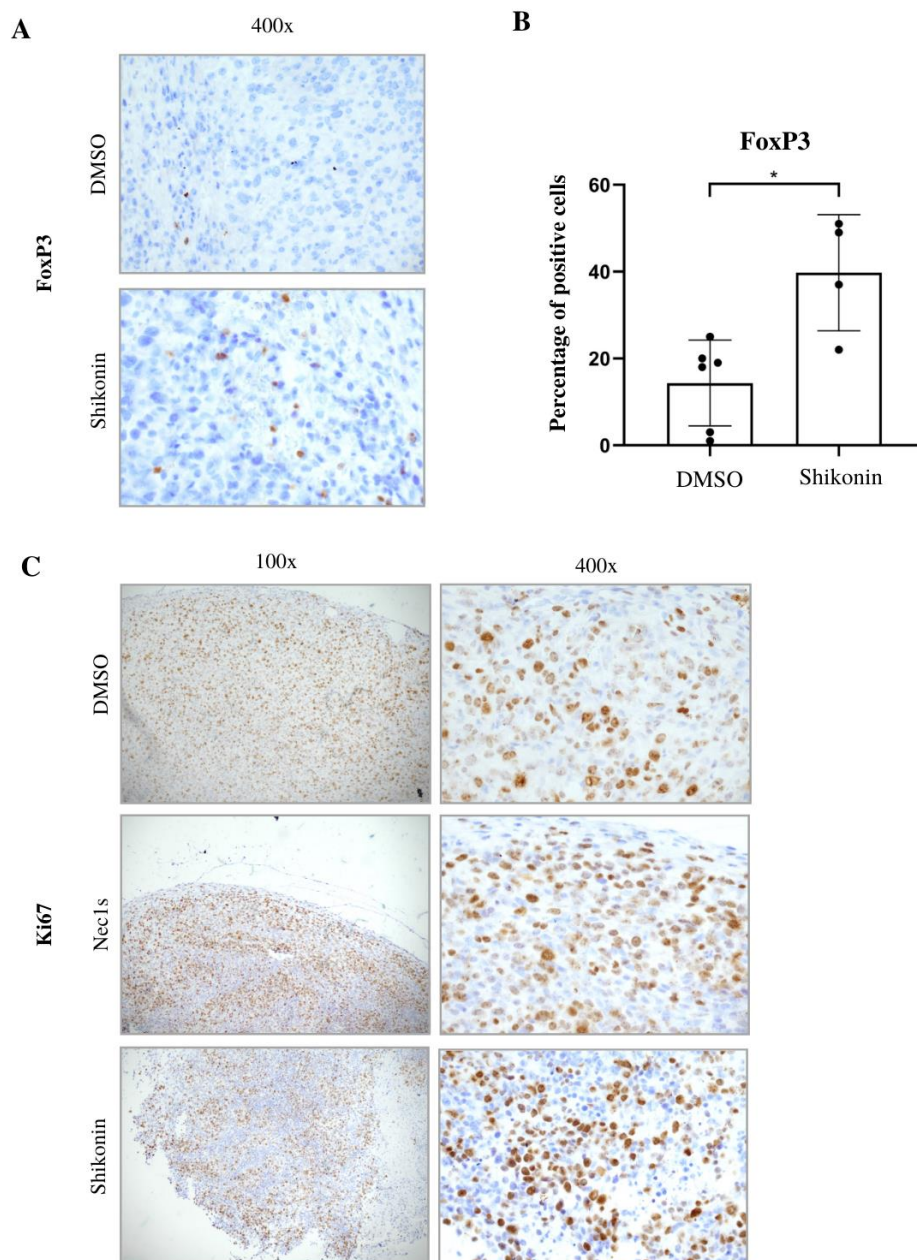 A
400x
DMSO
FoxP3
Shikonin
B
FoxP3
*
Percentage of positive cells
60
40
20
0
DMSO
Shikonin
C
100x
400x
DMSO
Ki67
Nec1s
Shikonin